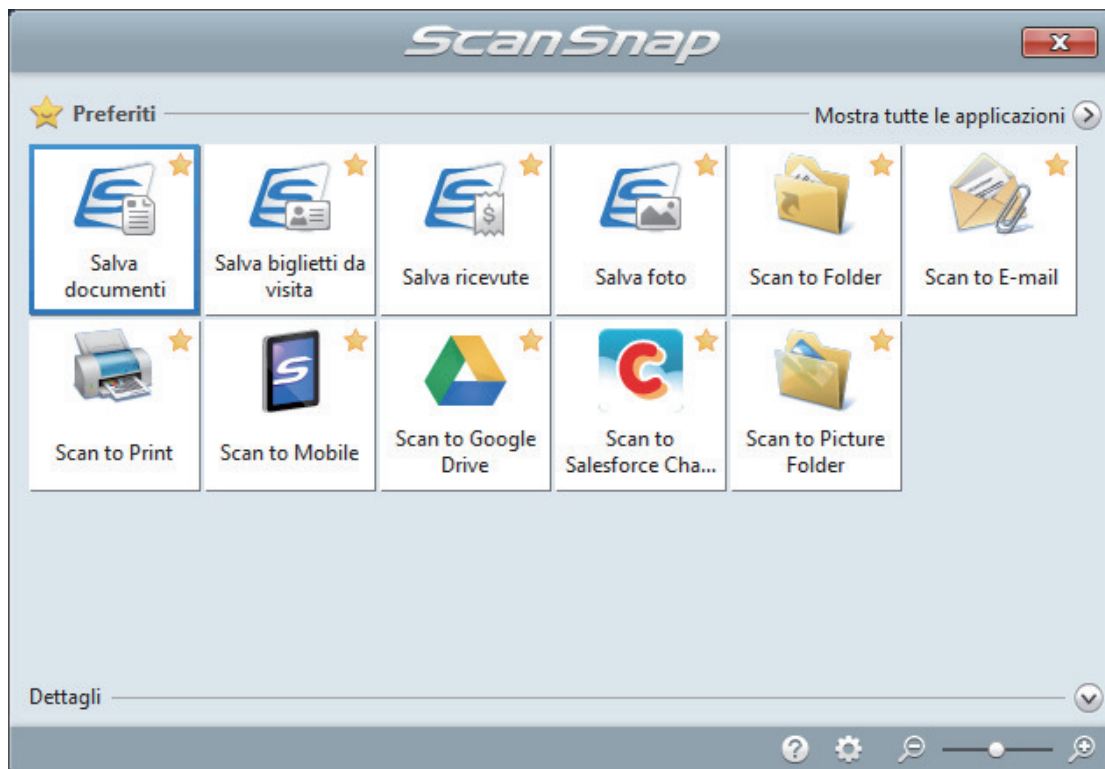 ScanSnap
Preferiti
Mostra tutte le applicazioni
Salva
documenti
Salva biglietti da
visita
Salva ricevute
Salva foto
Scan to Folder
Scan to E-mail
Scan to Print
Scan to Mobile
Scan to Google
Drive
Scan to
Salesforce Cha...
Scan to Picture
Folder
Dettagli